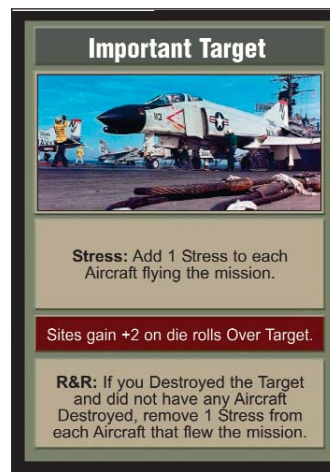 Important Target
113
Stress: Add 1 Stress to each
Aircraft flying the mission.
Sites gain +2 on die rolls Over Target.
R&R: If you Destroyed the Target
and did not have any Aircraft
Destroyed, remove 1 Stress from
each Aircraft that flew the mission.